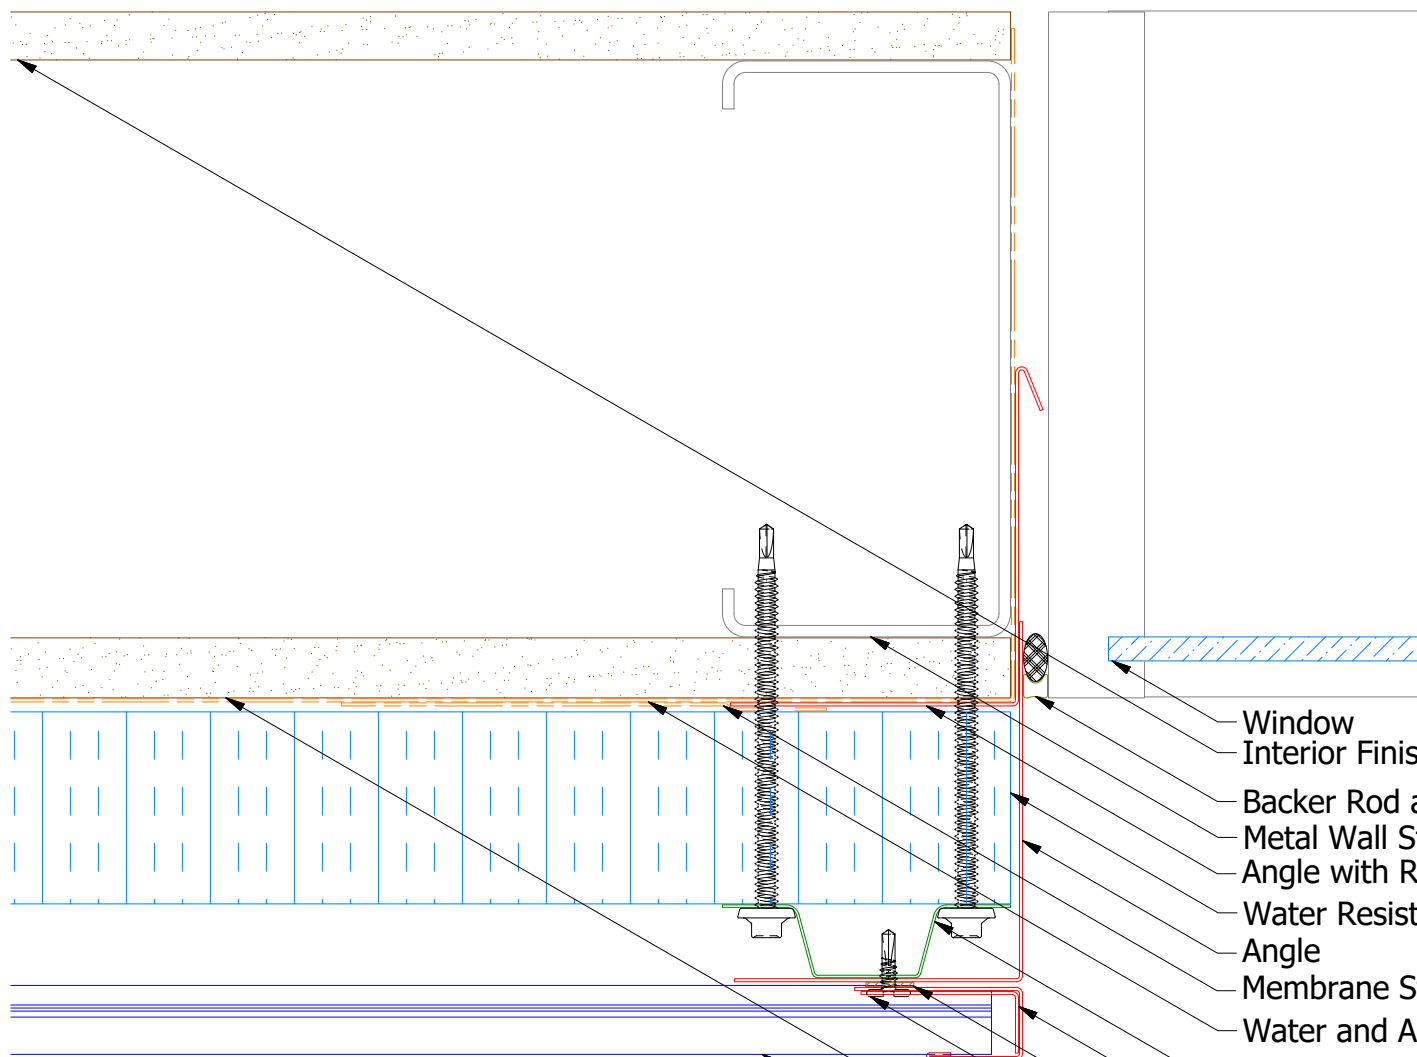 Window
Interior Finis
Backer Rod a
Metal Wall S
Angle with R
Water Resist
Angle
Membrane S
Water and A